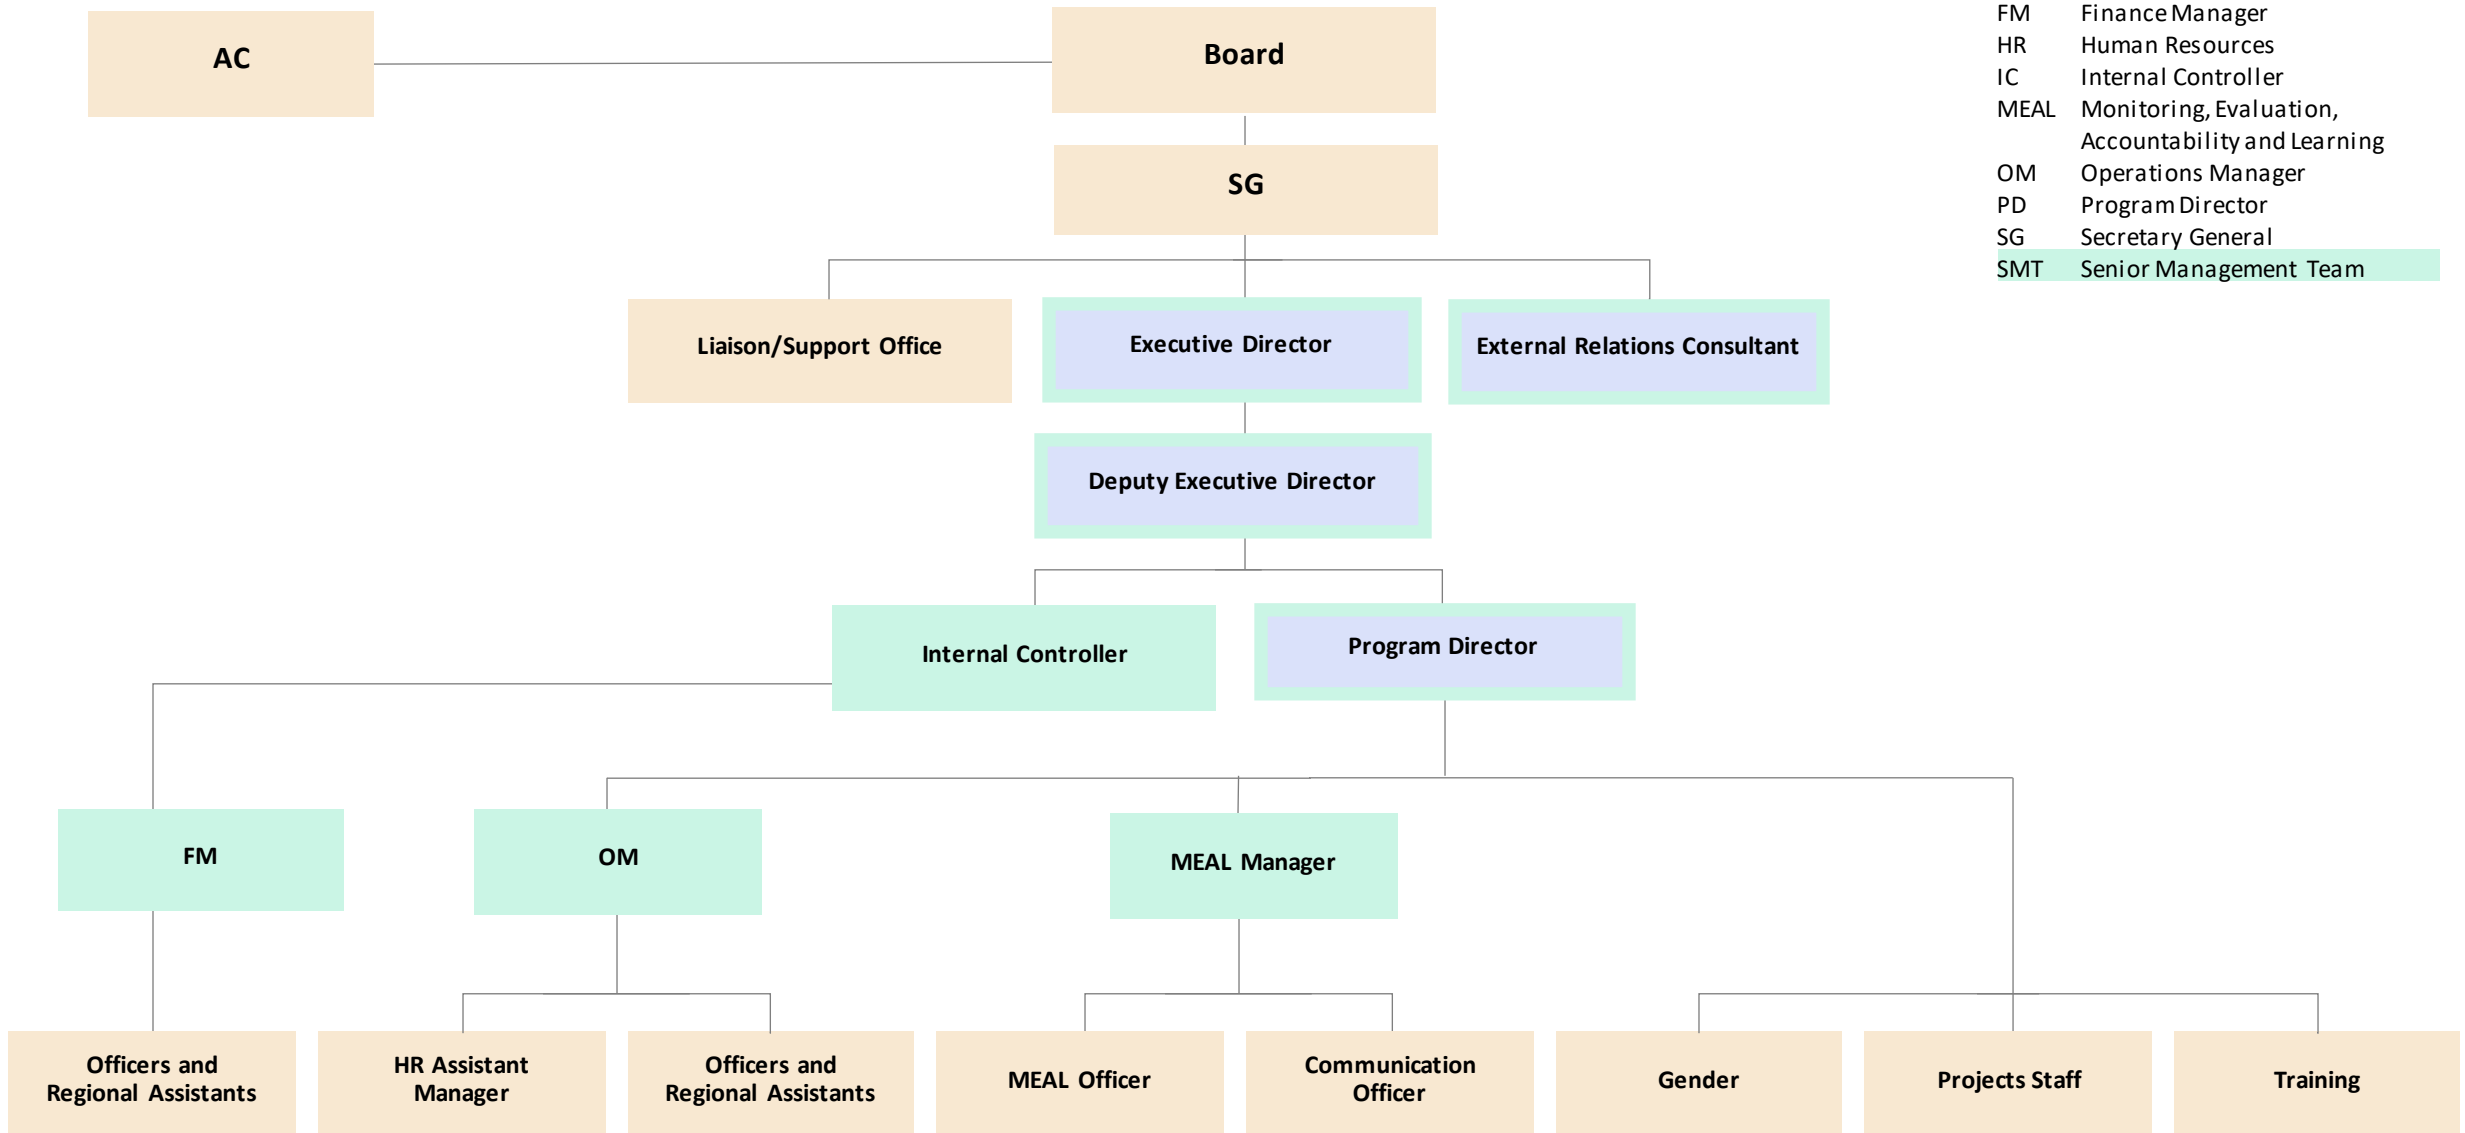 AC
Board
FM Finance Manager
HR Human Resources
IC Internal Controller
MEAL Monitoring, Evaluation,
Accountability and Learning
OM Operations Manager
PD Program Director
SG Secretary General
SMT Senior Management Team
SG
Liaison/Support Office
Executive Director
External Relations Consultant
Deputy Executive Director
Internal Controller
Program Director
FM
OM
MEAL Manager
Officers and
Regional Assistants
HR Assistant
Manager
Officers and
Regional Assistants
MEAL Officer
Communication
Officer
Gender
Projects Staff
Training